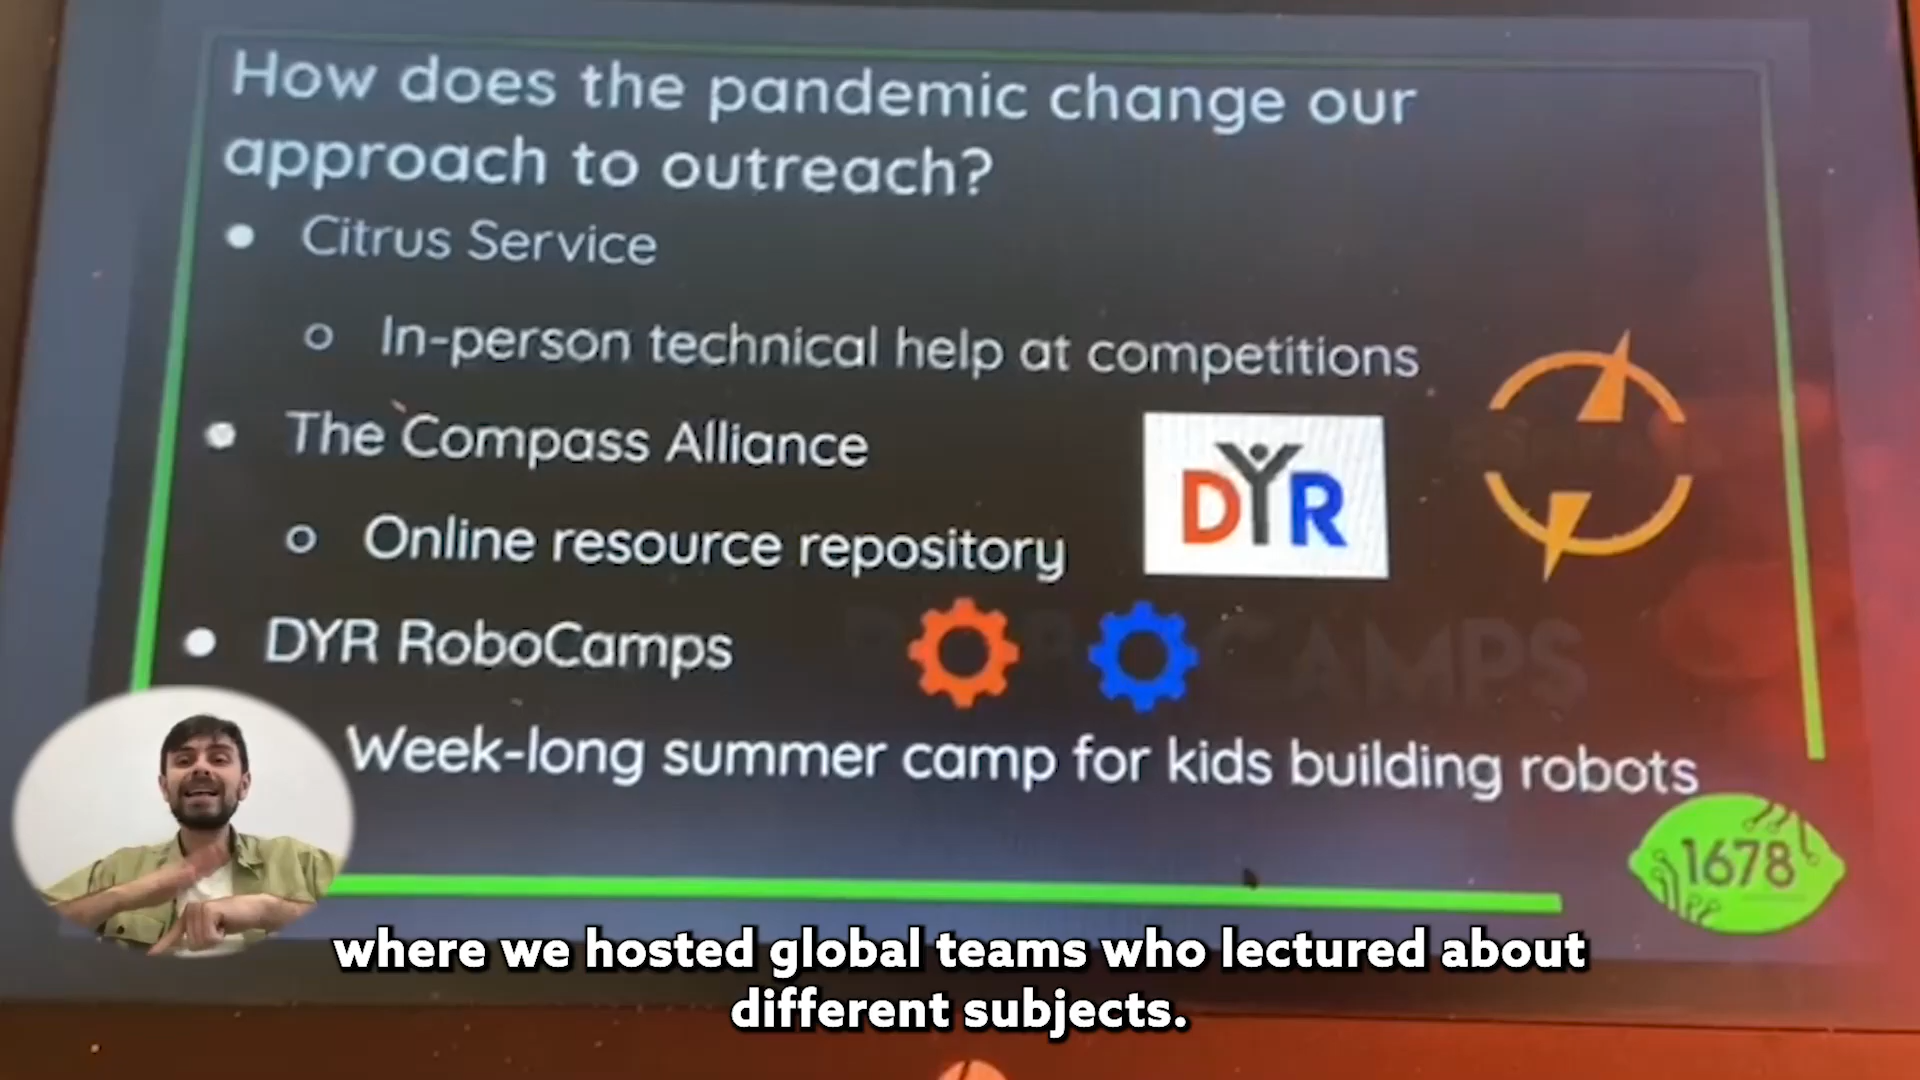 How does the pandemic change our
approach to outreach?
Citrus Service
In-person technical help at competitions
The Compass Alliance
DYR
Online resource repository
DYR RoboCamps
CAMPS
Week-long summer camp for kids building robots
1678
where we hosted global teams who lectured about
different subjects.